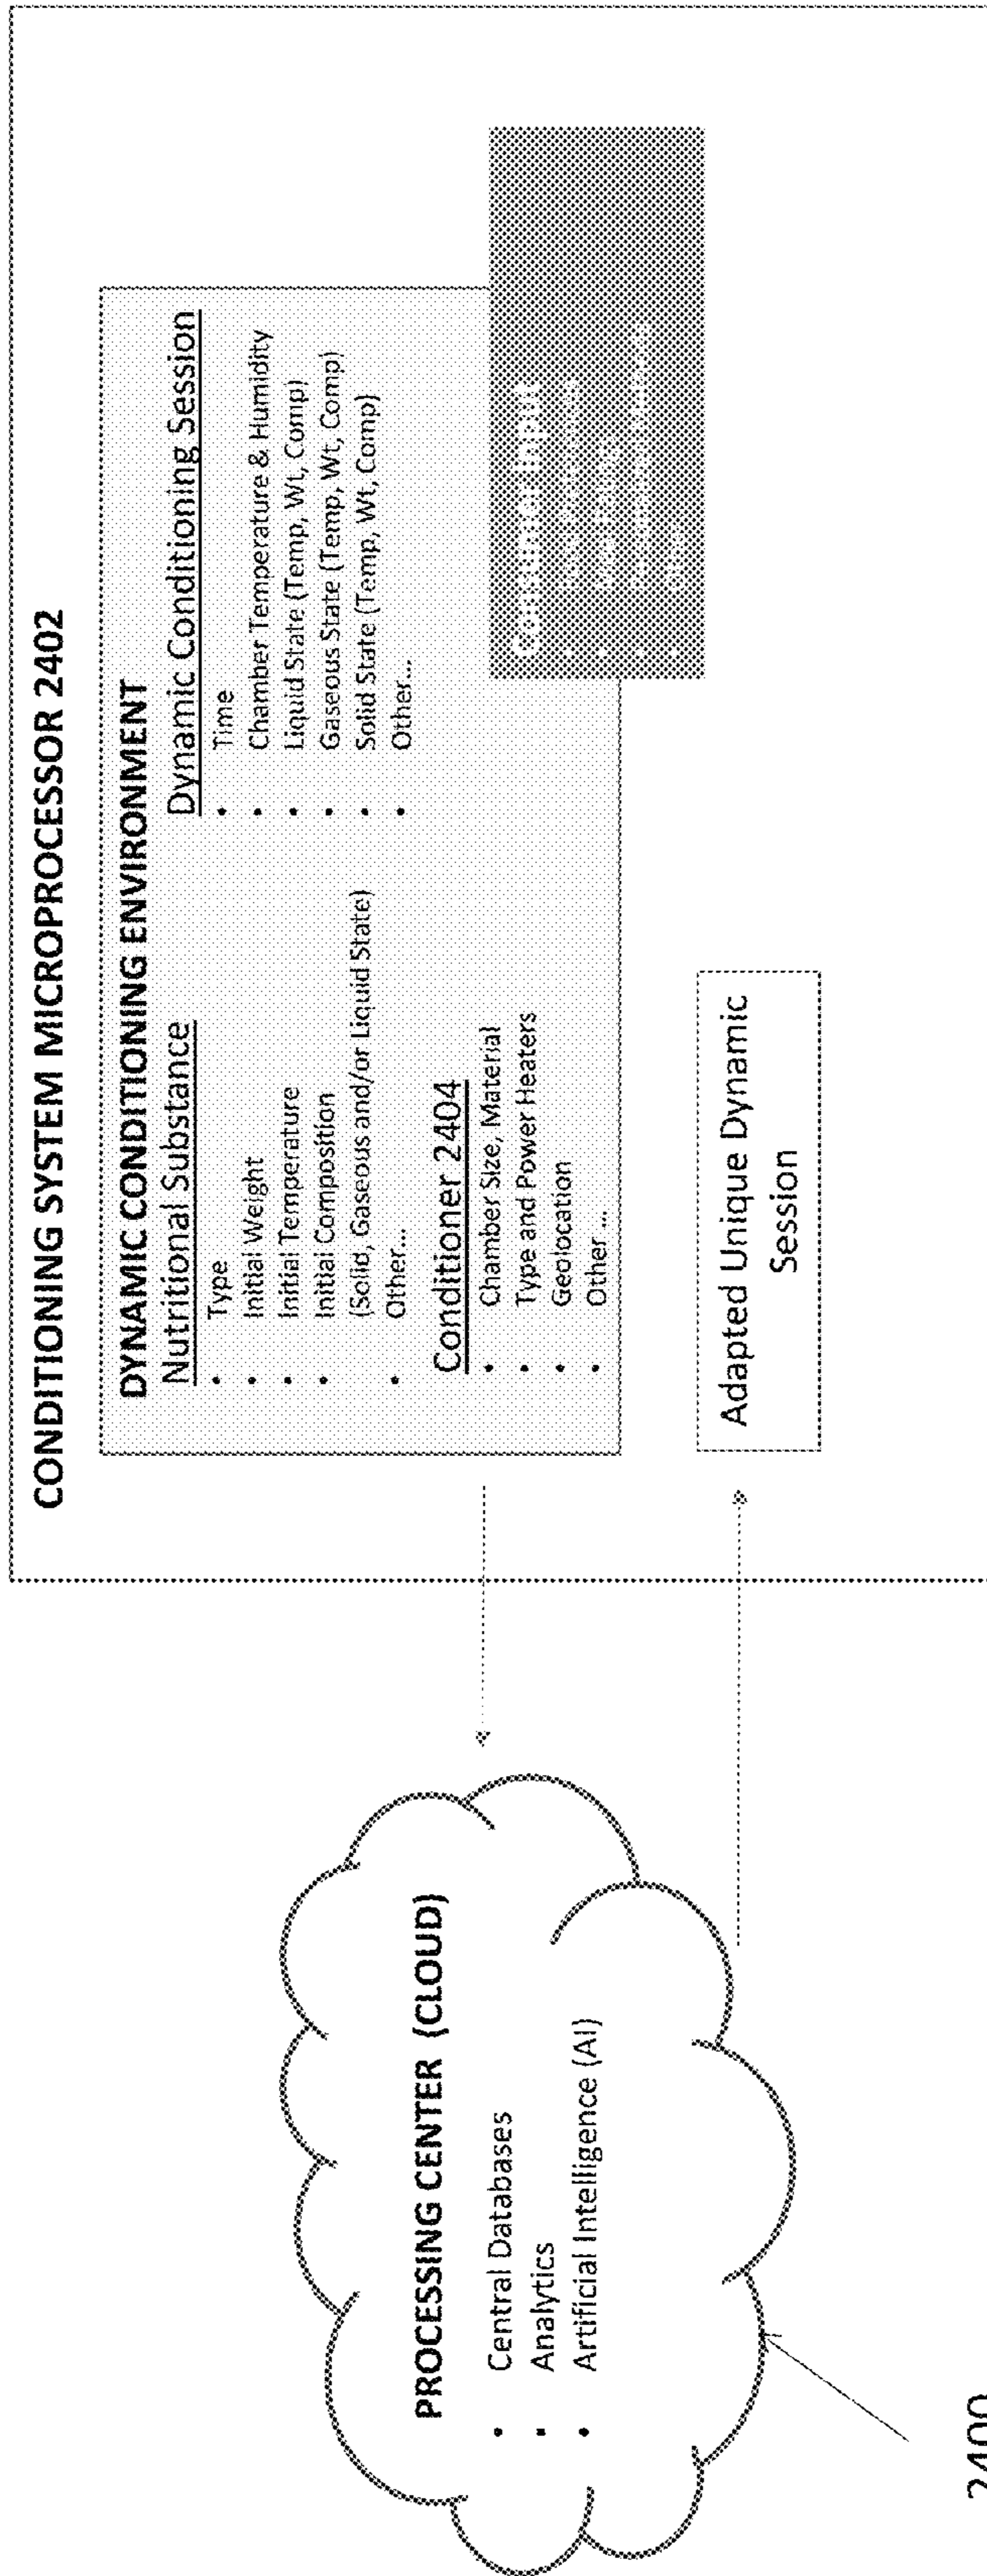 CONDITIONING SYSTEM MICROPROCESSOR 2402
DYNAMIC CONDITIONING ENVIRONMENT
Nutritional Substance
• Type
• Initial Weight
• Initial Temperature
• Initial Composition
(Solid, Gaseous and/or Liquid State)
• Other...
Conditioner 2404
• Chamber Size, Material
• Type and Power Heaters
• Geolocation
• Other ...
Dynamic Conditioning Session
• Time
• Chamber Temperature & Humidity
• Liquid State (Temp, Wt, Comp)
• Gaseous State (Temp, Wt, Comp)
• Solid State (Temp, Wt, Comp)
• Other...
Consumer Input
Adapted Unique Dynamic
Session
PROCESSING CENTER (CLOUD)
• Central Databases
• Analytics
• Artificial Intelligence (AI)
2400